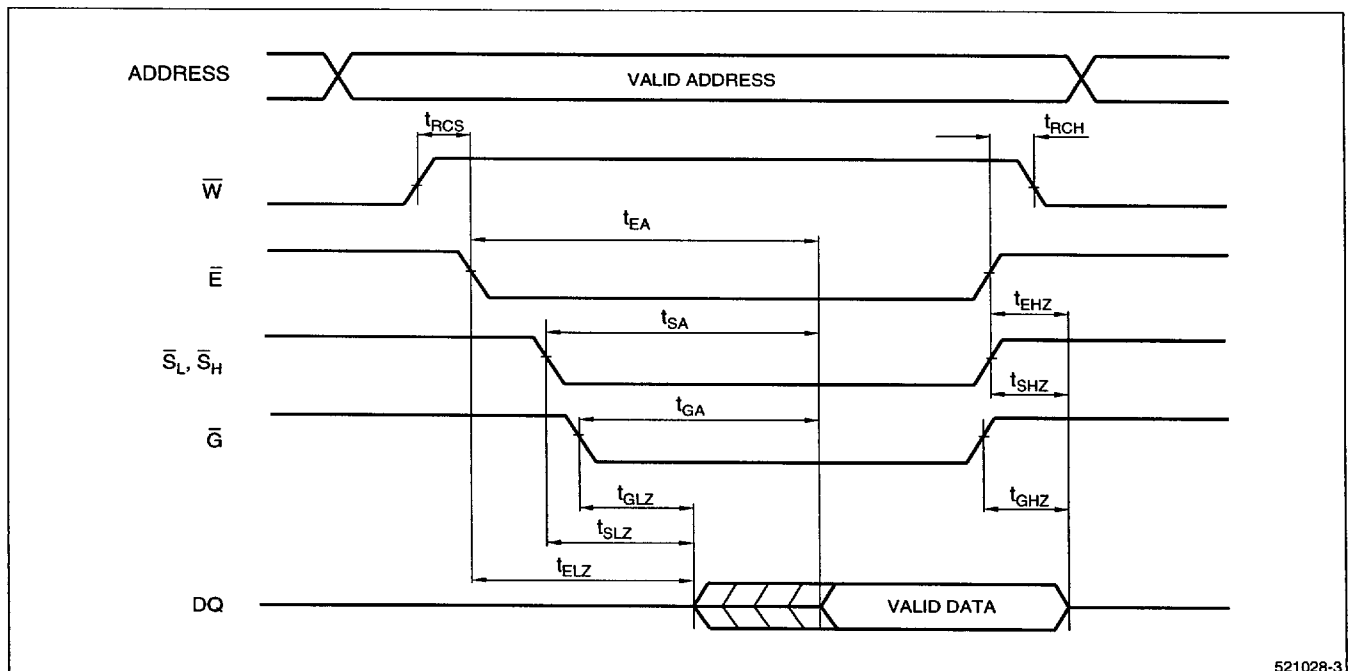 ADDRESS
VALID ADDRESS
t_RCS
t_RCH
W̅
t_EA
E̅
t_EHZ
t_SA
S̅_L, S̅_H
t_SHZ
t_GA
G̅
t_GLZ
t_GHZ
t_SLZ
t_ELZ
DQ
VALID DATA
521028-3